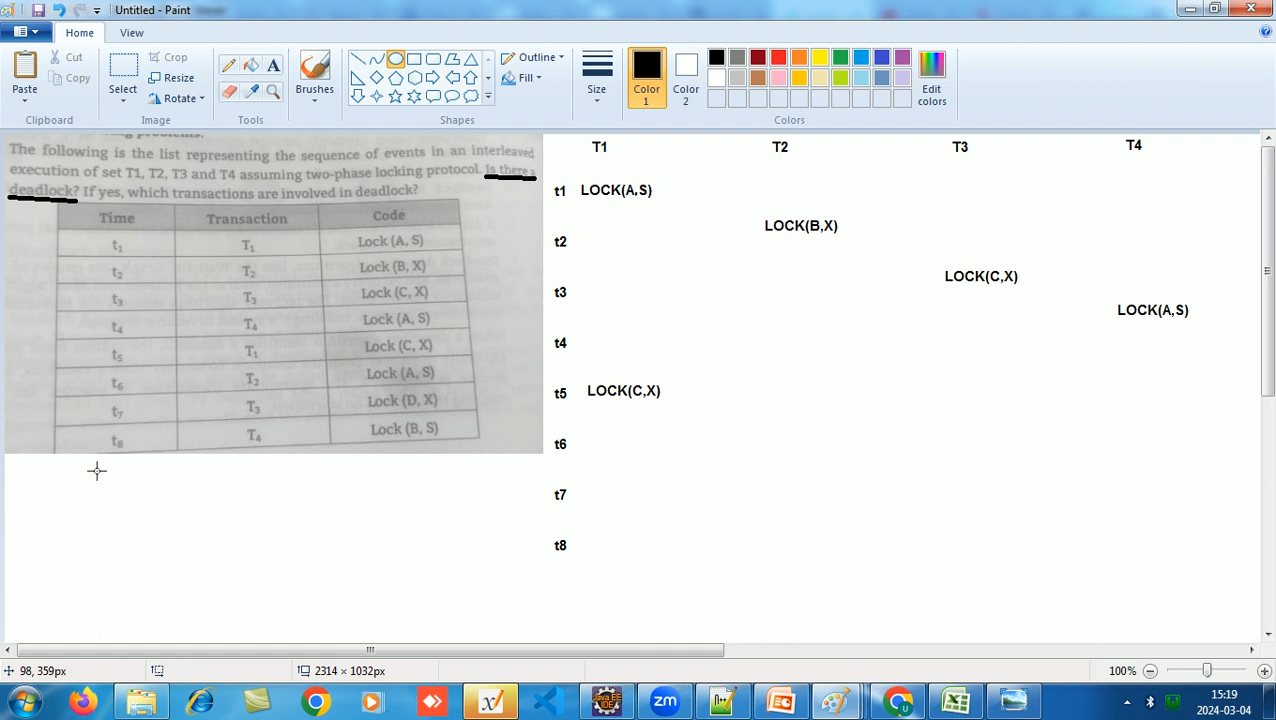 Untitled - Paint
Home
View
Paste
Cut
Copy
Clipboard
Select
Crop
Resize
Rotate
Image
Tools
Brushes
Shapes
Outline
Fill
Size
Color 1
Color 2
Edit colors
Colors
The following is the list representing the sequence of events in an interleaved
execution of set T1, T2, T3 and T4 assuming two-phase locking protocol. Is there a
deadlock? If yes, which transactions are involved in deadlock?
Time Transaction Code
t1 T1 Lock (A, S)
t2 T2 Lock (B, X)
t3 T3 Lock (C, X)
t4 T4 Lock (A, S)
t5 T1 Lock (C, X)
t6 T2 Lock (A, S)
t7 T3 Lock (D, X)
t8 T4 Lock (B, S)
T1 T2 T3 T4
t1 LOCK(A,S)
LOCK(B,X)
t2
LOCK(C,X)
t3
LOCK(A,S)
t4
t5 LOCK(C,X)
t6
t7
t8
98, 359px
2314 × 1032px
100%
Java EE
IDE
zm
n++
15:19
2024-03-04